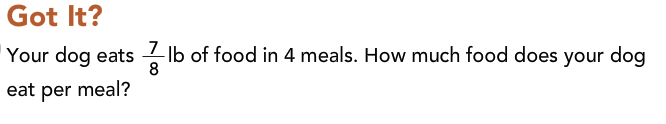 Got It?
Your dog eats 7/8 lb of food in 4 meals. How much food does your dog
eat per meal?